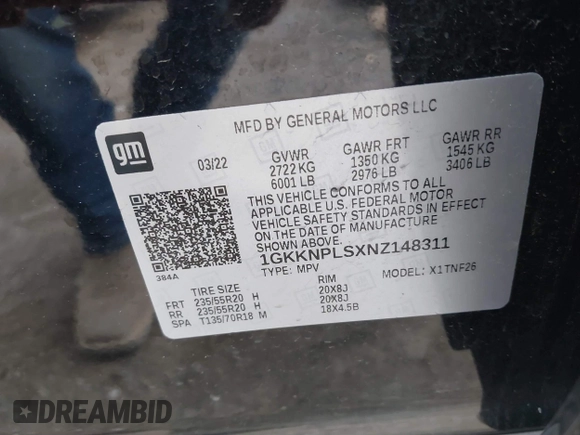 gm
MFD BY GENERAL MOTORS LLC
03/22
GVWR GAWR FRT GAWR RR
2722 KG 1350 KG 1545 KG
6001 LB 2976 LB 3406 LB
THIS VEHICLE CONFORMS TO ALL
APPLICABLE U.S. FEDERAL MOTOR
VEHICLE SAFETY STANDARDS IN EFFECT
ON THE DATE OF MANUFACTURE
SHOWN ABOVE.
1GKKNPLSXNZ148311
TYPE: MPV MODEL: X1TNF26
384A
TIRE SIZE RIM
FRT 235/55R20 H 20X8J
RR 235/55R20 H 20X8J
SPA T135/70R18 M 18X4.5B
DREAMBID